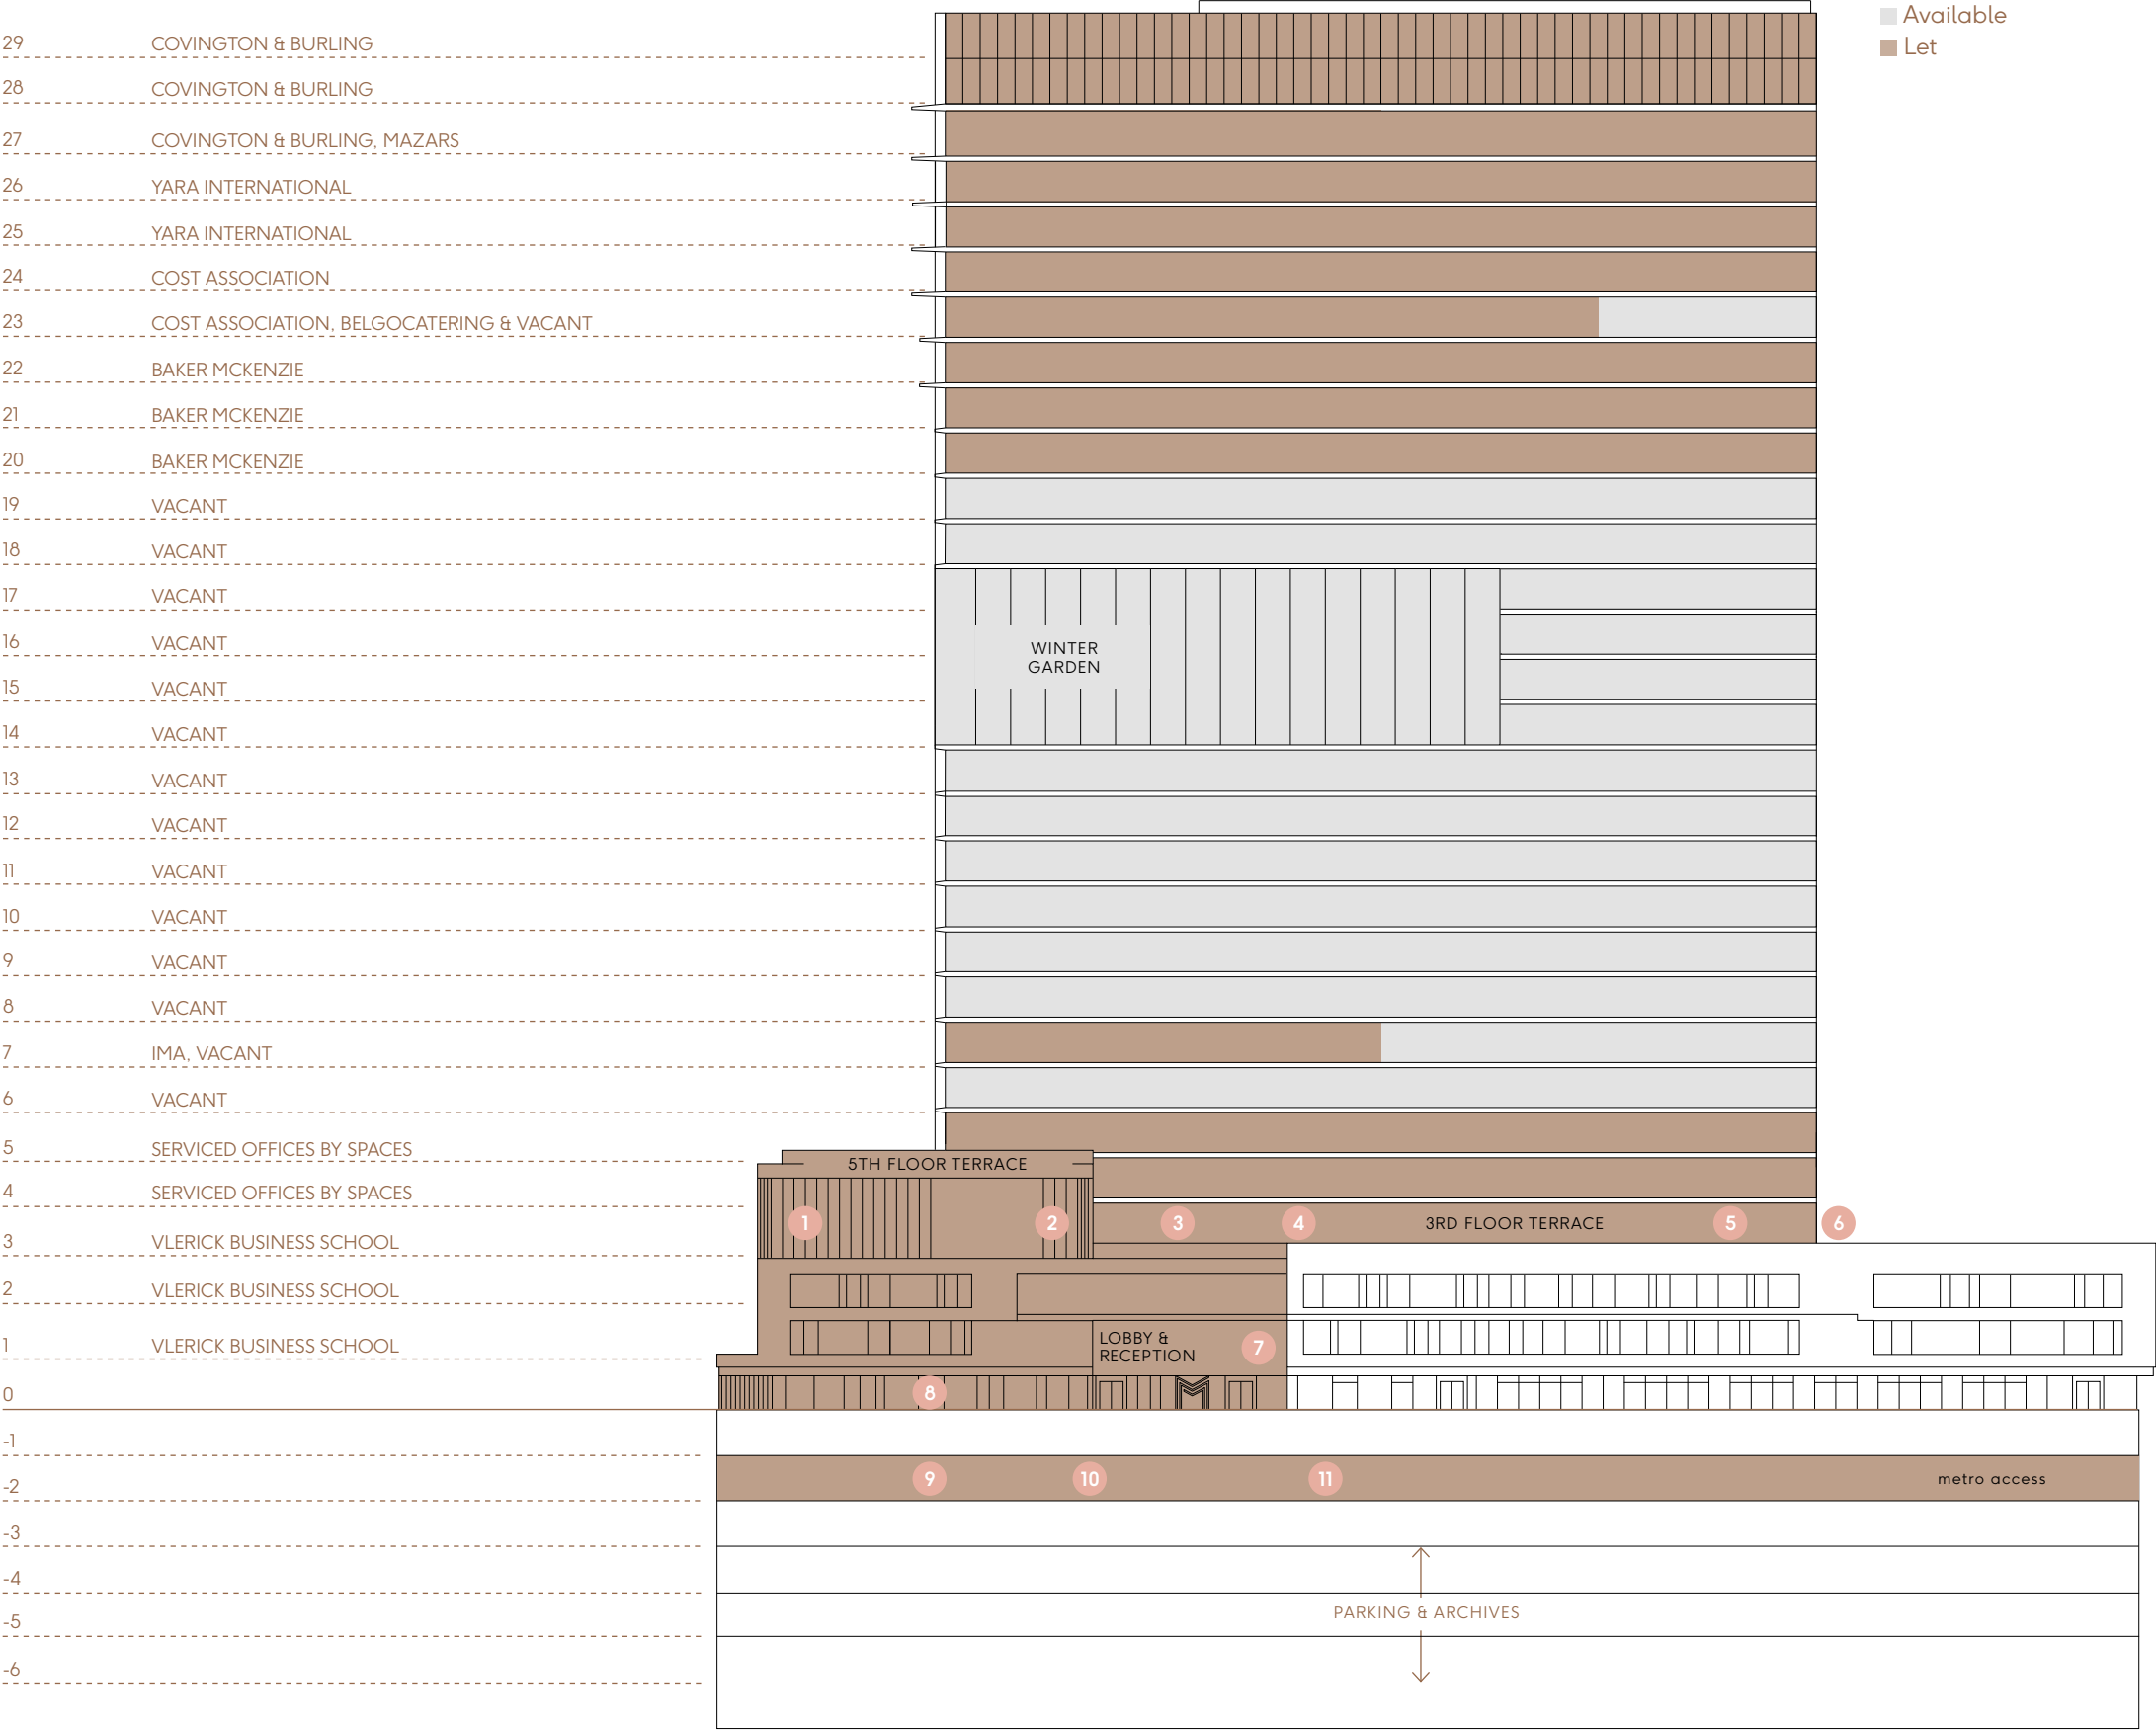 Available
Let
29 COVINGTON & BURLING
28 COVINGTON & BURLING
27 COVINGTON & BURLING, MAZARS
26 YARA INTERNATIONAL
25 YARA INTERNATIONAL
24 COST ASSOCIATION
23 COST ASSOCIATION, BELGOCATERING & VACANT
22 BAKER MCKENZIE
21 BAKER MCKENZIE
20 BAKER MCKENZIE
19 VACANT
18 VACANT
17 VACANT
16 VACANT
WINTER
GARDEN
15 VACANT
14 VACANT
13 VACANT
12 VACANT
11 VACANT
10 VACANT
9 VACANT
8 VACANT
7 IMA, VACANT
6 VACANT
5 SERVICED OFFICES BY SPACES
5TH FLOOR TERRACE
4 SERVICED OFFICES BY SPACES
1 2 3 4 3RD FLOOR TERRACE 5 6
3 VLERICK BUSINESS SCHOOL
2 VLERICK BUSINESS SCHOOL
1 VLERICK BUSINESS SCHOOL
LOBBY &
RECEPTION
7
0
8
-1
-2
9 10 11 metro access
-3
-4
-5
PARKING & ARCHIVES
-6